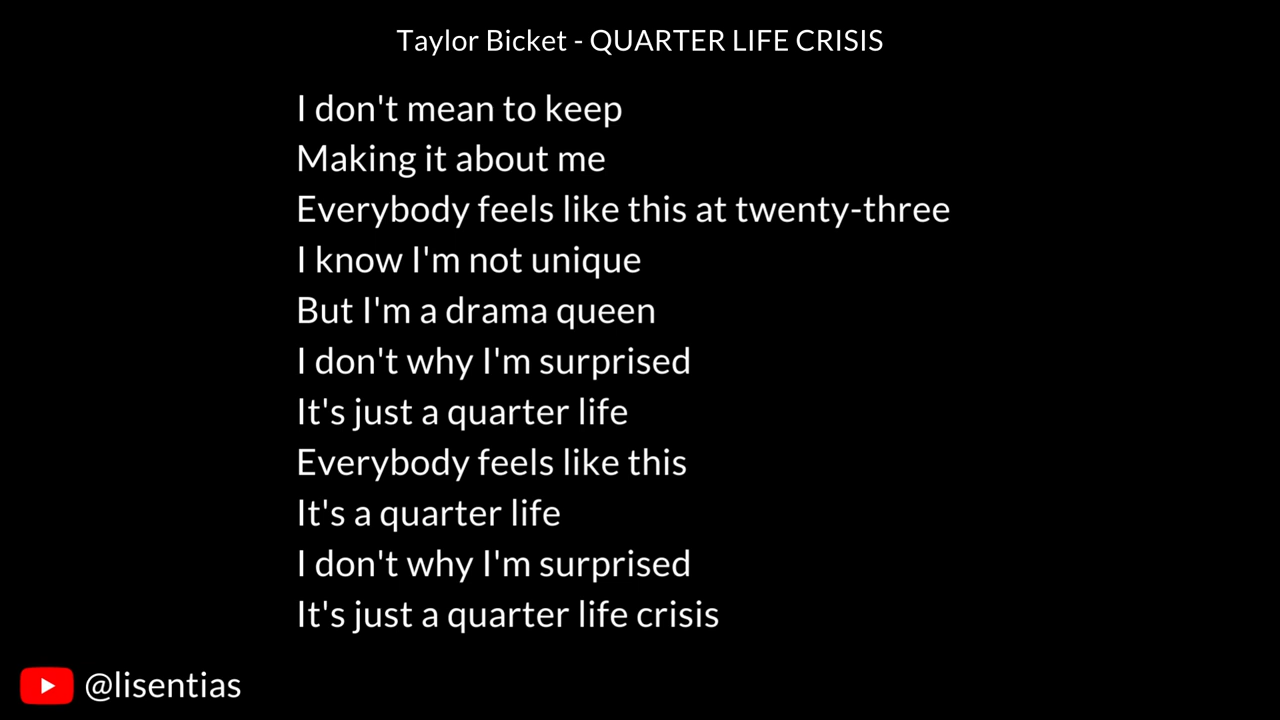 Taylor Bicket - QUARTER LIFE CRISIS
I don't mean to keep
Making it about me
Everybody feels like this at twenty-three
I know I'm not unique
But I'm a drama queen
I don't why I'm surprised
It's just a quarter life
Everybody feels like this
It's a quarter life
I don't why I'm surprised
It's just a quarter life crisis
@lisentias